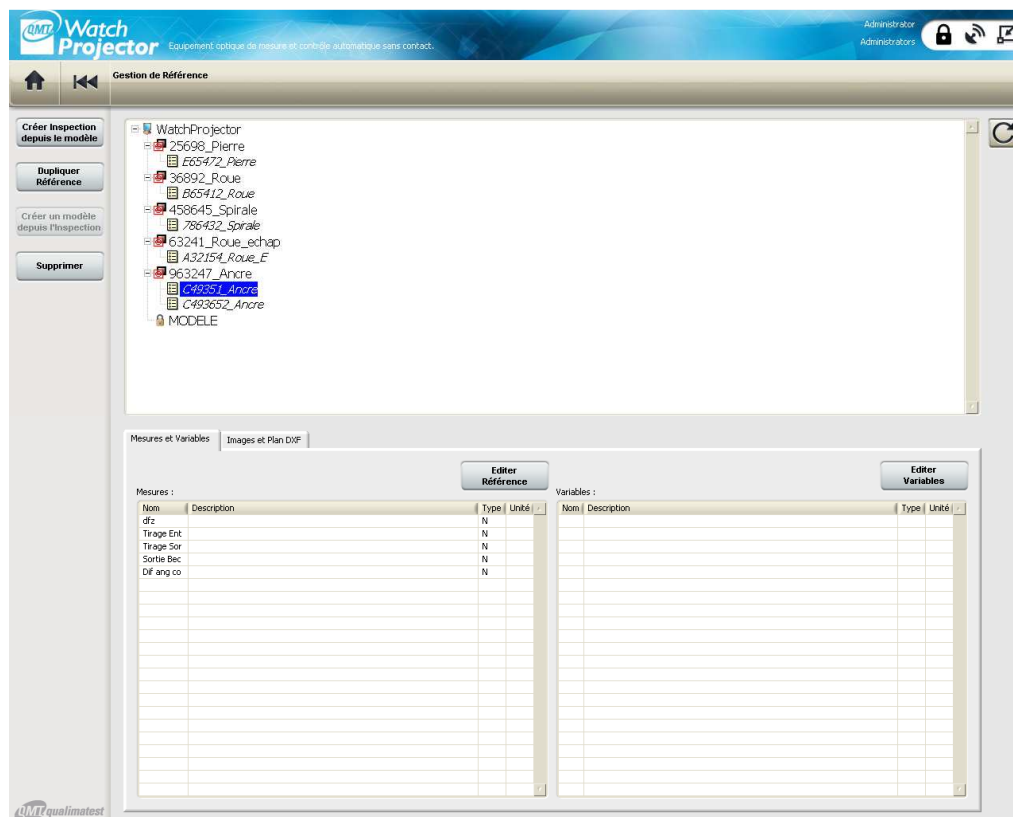 QMT Watch
Projector
Equipement optique de mesure et contrôle automatique sans contact.
Administrator
Administrators
Gestion de Référence
Créer Inspection
depuis le modèle
Dupliquer
Référence
Créer un modèle
depuis l'Inspection
Supprimer
WatchProjector
25698_Pierre
E65472_Pierre
36892_Roue
B65412_Roue
458645_Spirale
786432_Spirale
63241_Roue_echap
A32154_Roue_E
963247_Ancre
C49351_Ancre
C493652_Ancre
MODELE
Mesures et Variables
Images et Plan DXF
Editer
Référence
Editer
Variables
Mesures :
Variables :
Nom Description Type Unité
Nom Description Type Unité
dfz N
Tirage Ent N
Tirage Sor N
Sortie Bec N
Dif ang co N
QMT qualimatest